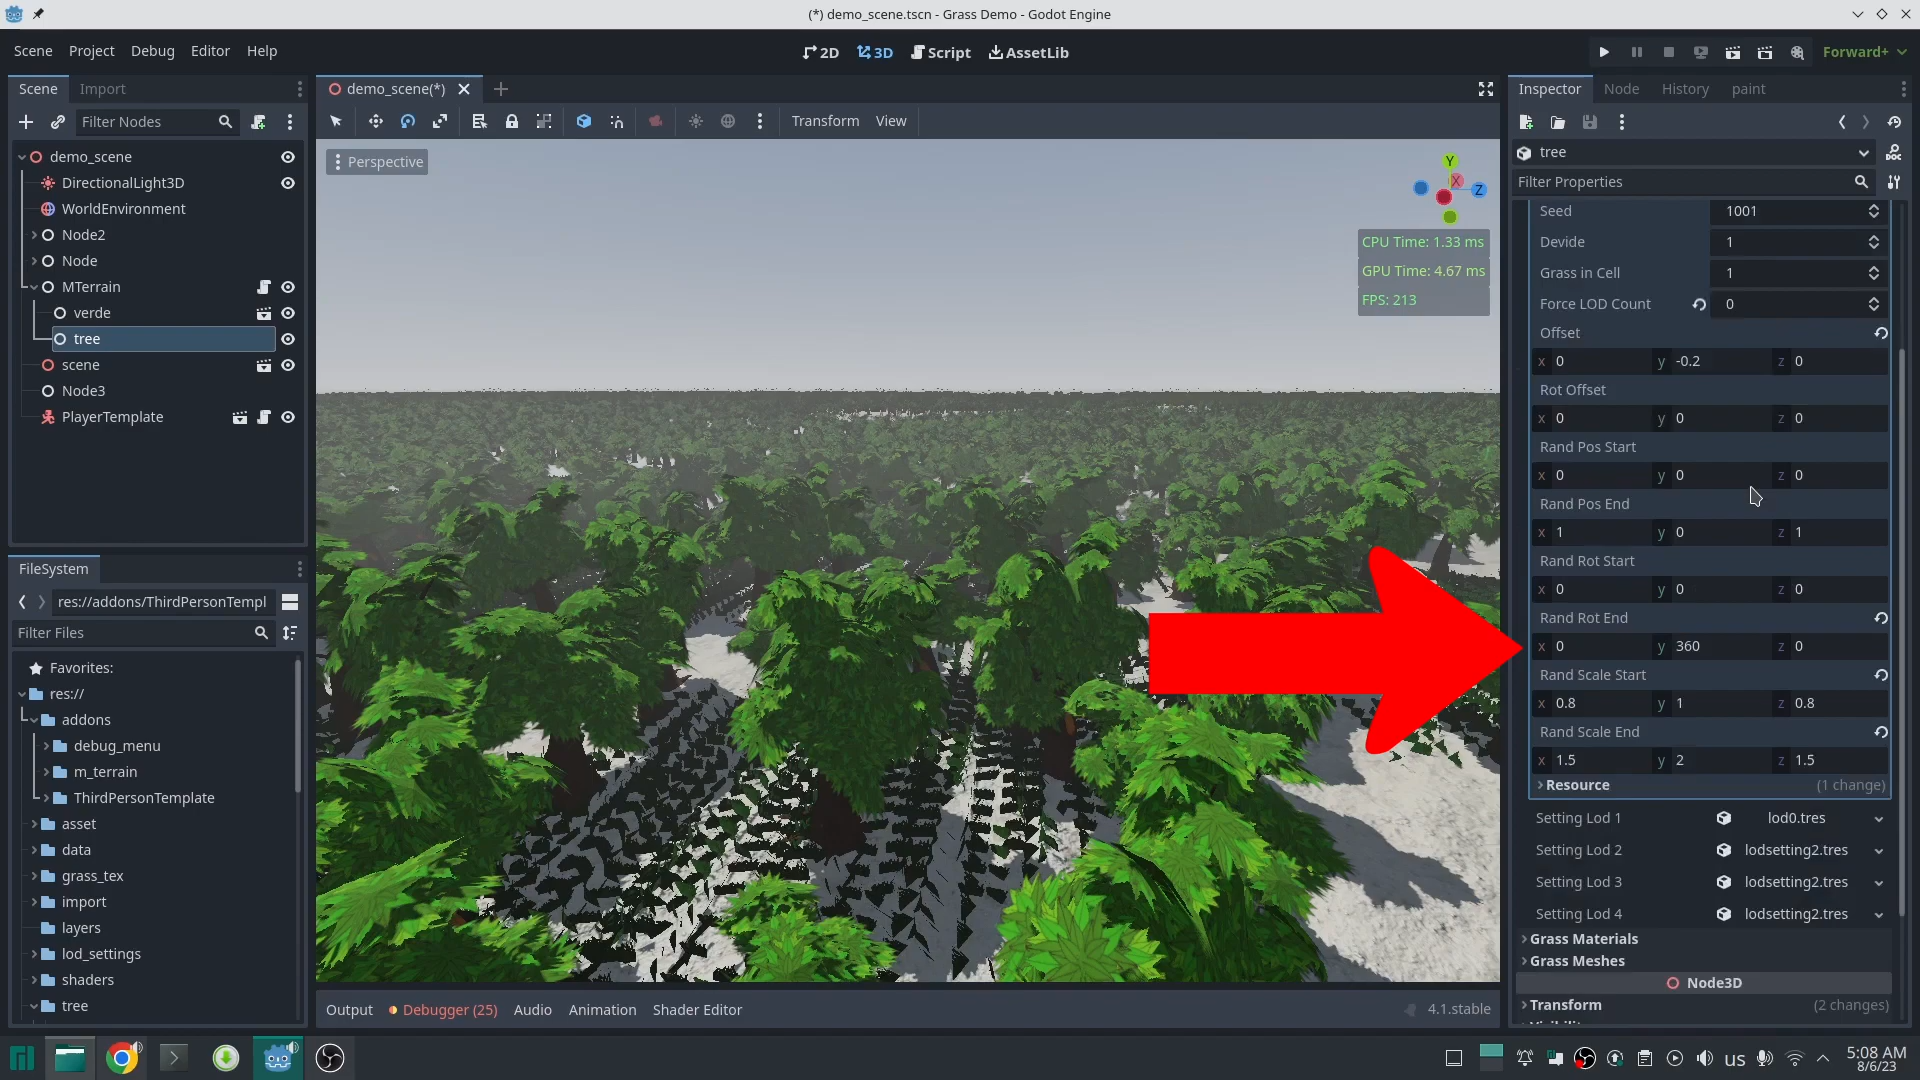 (*) demo_scene.tscn - Grass Demo - Godot Engine
Scene Project Debug Editor Help
2D 3D Script AssetLib
Forward+
Scene Import
Filter Nodes
demo_scene
DirectionalLight3D
WorldEnvironment
Node2
Node
MTerrain
verde
tree
scene
Node3
PlayerTemplate
FileSystem
res://addons/ThirdPersonTempl
Filter Files
Favorites:
res://
addons
debug_menu
m_terrain
ThirdPersonTemplate
asset
data
grass_tex
import
layers
lod_settings
shaders
tree
demo_scene(*)
Transform View
Perspective
Y
X
Z
CPU Time: 1.33 ms
GPU Time: 4.67 ms
FPS: 213
Output Debugger (25) Audio Animation Shader Editor 4.1.stable
Inspector Node History paint
tree
DOC
Filter Properties
Seed 1001
Devide 1
Grass in Cell 1
Force LOD Count 0
Offset
x 0 y -0.2 z 0
Rot Offset
x 0 y 0 z 0
Rand Pos Start
x 0 y 0 z 0
Rand Pos End
x 1 y 0 z 1
Rand Rot Start
x 0 y 0 z 0
Rand Rot End
x 0 y 360 z 0
Rand Scale Start
x 0.8 y 1 z 0.8
Rand Scale End
x 1.5 y 2 z 1.5
Resource (1 change)
Setting Lod 1 lod0.tres
Setting Lod 2 lodsetting2.tres
Setting Lod 3 lodsetting2.tres
Setting Lod 4 lodsetting2.tres
Grass Materials
Grass Meshes
Node3D
Transform (2 changes)
us
5:08 AM
8/6/23